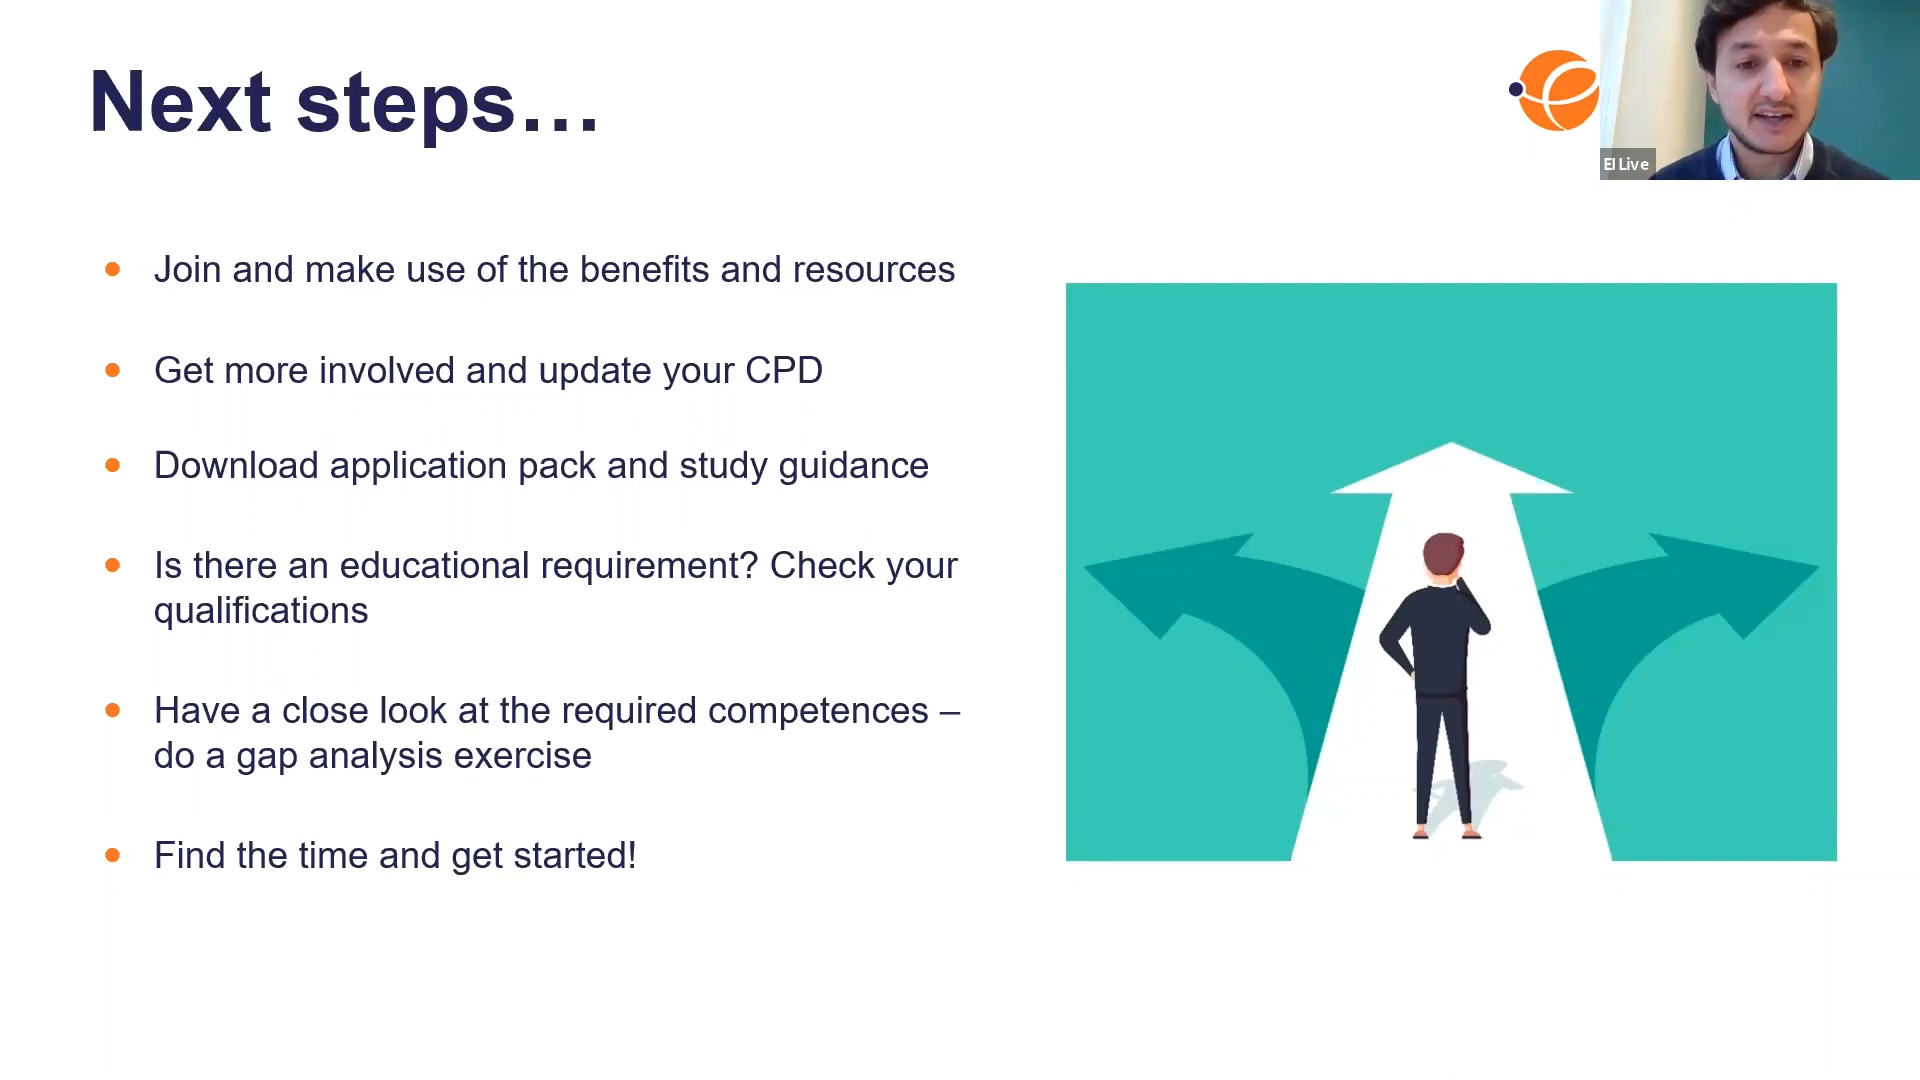 Next steps…
EI Live
Join and make use of the benefits and resources
Get more involved and update your CPD
Download application pack and study guidance
Is there an educational requirement? Check your
qualifications
Have a close look at the required competences –
do a gap analysis exercise
Find the time and get started!